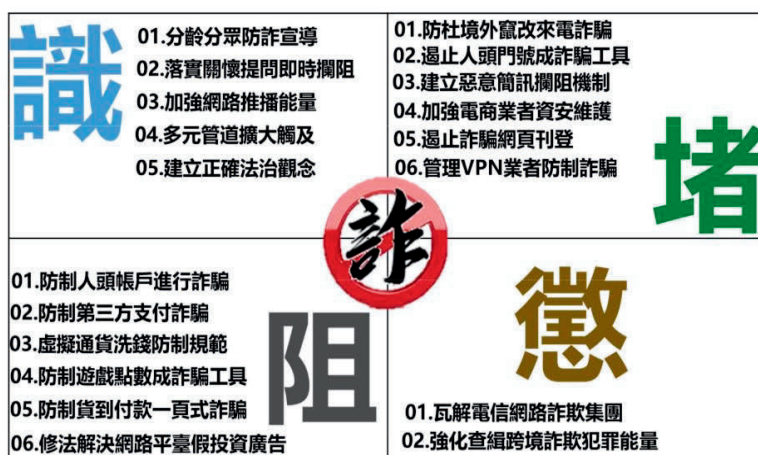 識
01.分齡分眾防詐宣導
02.落實關懷提問即時攔阻
03.加強網路推播能量
04.多元管道擴大觸及
05.建立正確法治觀念
01.防杜境外竄改來電詐騙
02.遏止人頭門號成詐騙工具
03.建立惡意簡訊攔阻機制
04.加強電商業者資安維護
05.遏止詐騙網頁刊登
06.管理VPN業者防制詐騙
堵
詐
01.防制人頭帳戶進行詐騙
02.防制第三方支付詐騙
03.虛擬通貨洗錢防制規範
04.防制遊戲點數成詐騙工具
05.防制貨到付款一頁式詐騙
06.修法解決網路平臺假投資廣告
阻
懲
01.瓦解電信網路詐欺集團
02.強化查緝跨境詐欺犯罪能量